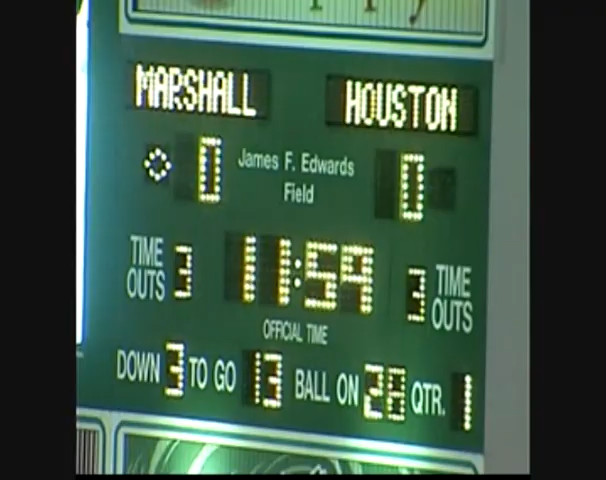 MARSHALL HOUSTON
0 James F. Edwards 0
Field
TIME OUTS 3 11:59 3 TIME OUTS
OFFICIAL TIME
DOWN 3 TO GO 13 BALL ON 28 QTR. 1